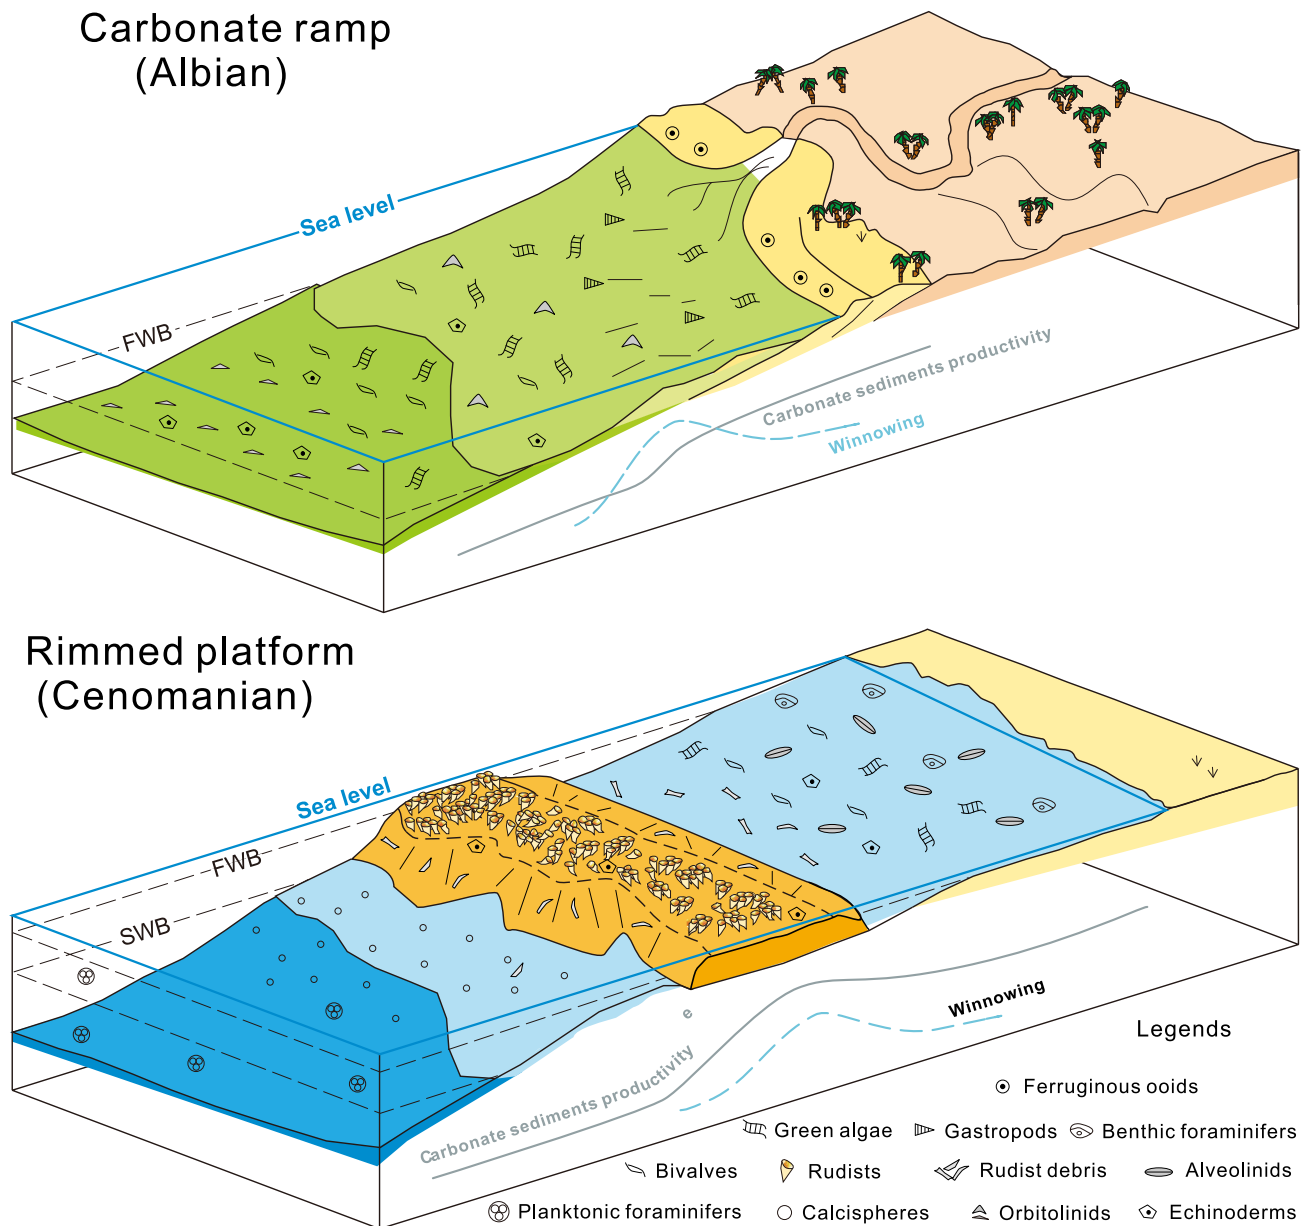 Carbonate ramp
(Albian)
Sea level
FWB
Carbonate sediments productivity
Winnowing
Rimmed platform
(Cenomanian)
Sea level
FWB
SWB
e
Winnowing
Carbonate sediments productivity
Legends
Ferruginous ooids
Green algae
Gastropods
Benthic foraminifers
Bivalves
Rudists
Rudist debris
Alveolinids
Planktonic foraminifers
Calcispheres
Orbitolinids
Echinoderms